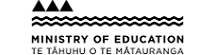 MINISTRY OF EDUCATION
TE TĀHUHU O TE MĀTAURANGA